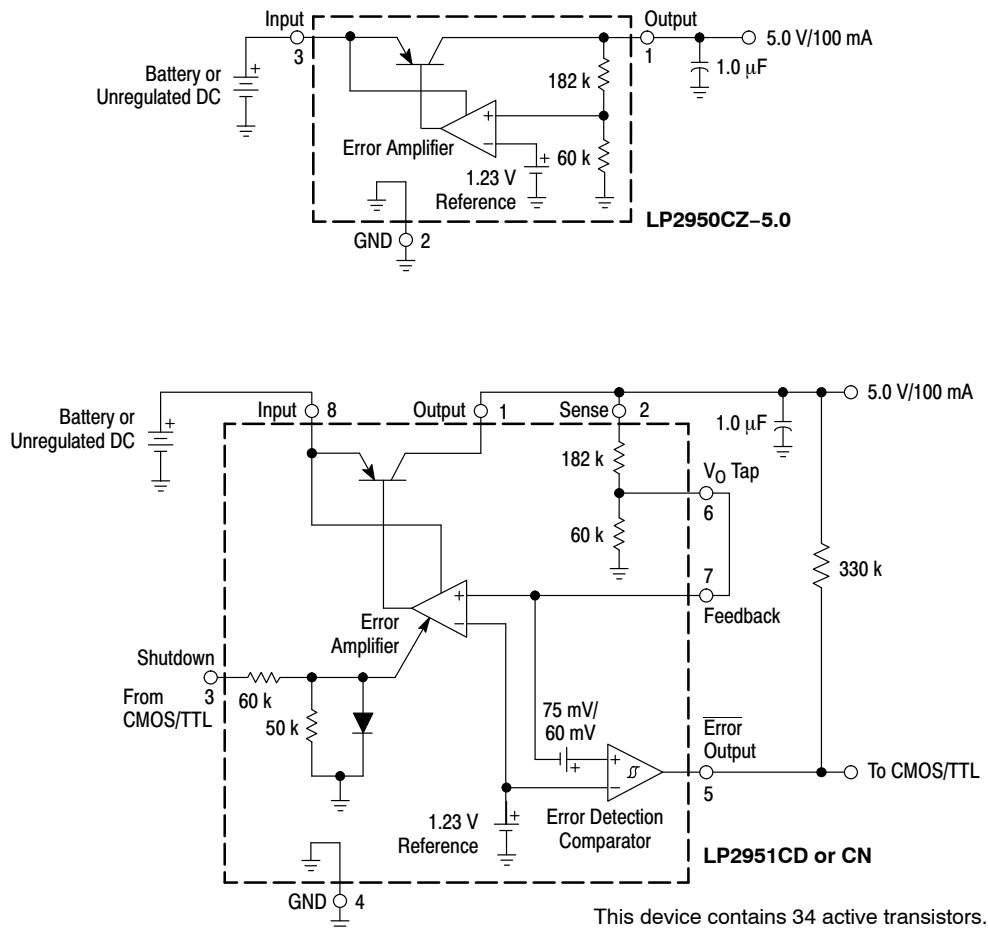 Input
3
Output
1
5.0 V/100 mA
1.0 μF
Battery or
Unregulated DC
+
182 k
+
−
Error Amplifier
+
60 k
1.23 V
Reference
GND 2
LP2950CZ−5.0
Battery or
Unregulated DC
+
Input 8
Output 1
Sense 2
5.0 V/100 mA
1.0 μF
182 k
VO Tap
6
60 k
330 k
7
Feedback
+
−
Error
Amplifier
Shutdown
3
From
CMOS/TTL
60 k
50 k
75 mV/
60 mV
+
+
−
Error
Output
5
To CMOS/TTL
1.23 V
Reference
+
Error Detection
Comparator
LP2951CD or CN
GND 4
This device contains 34 active transistors.